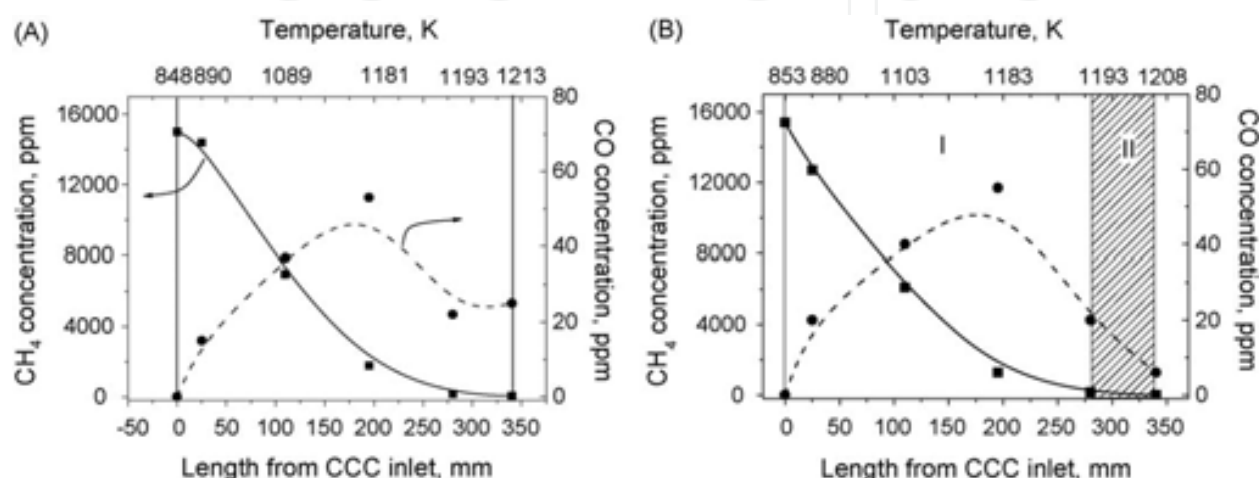 (A)
Temperature, K
848 890 1089 1181 1193 1213
16000
12000
8000
4000
0
CH4 concentration, ppm
80
60
40
20
0
CO concentration, ppm
-50 0 50 100 150 200 250 300 350
Length from CCC inlet, mm
(B)
Temperature, K
853 880 1103 1183 1193 1208
16000
12000
8000
4000
0
CH4 concentration, ppm
I
II
80
60
40
20
0
CO concentration, ppm
0 50 100 150 200 250 300 350
Length from CCC inlet, mm